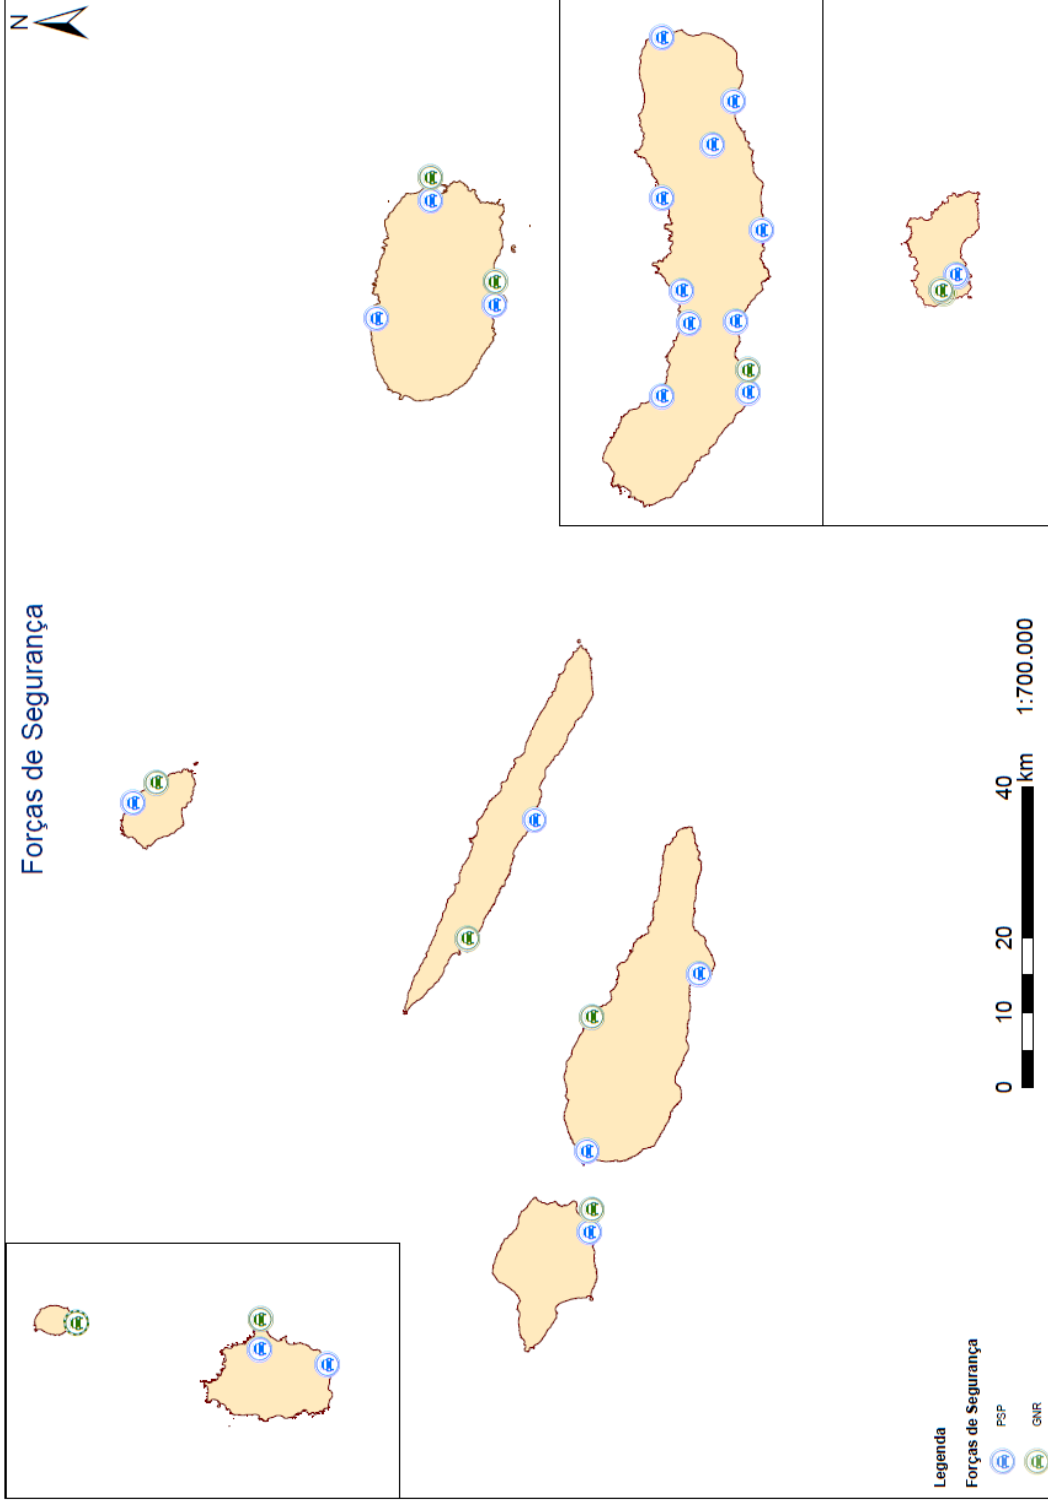 Forças de Segurança
N
Legenda
Forças de Segurança
PSP
GNR
0 10 20 40
km
1:700.000